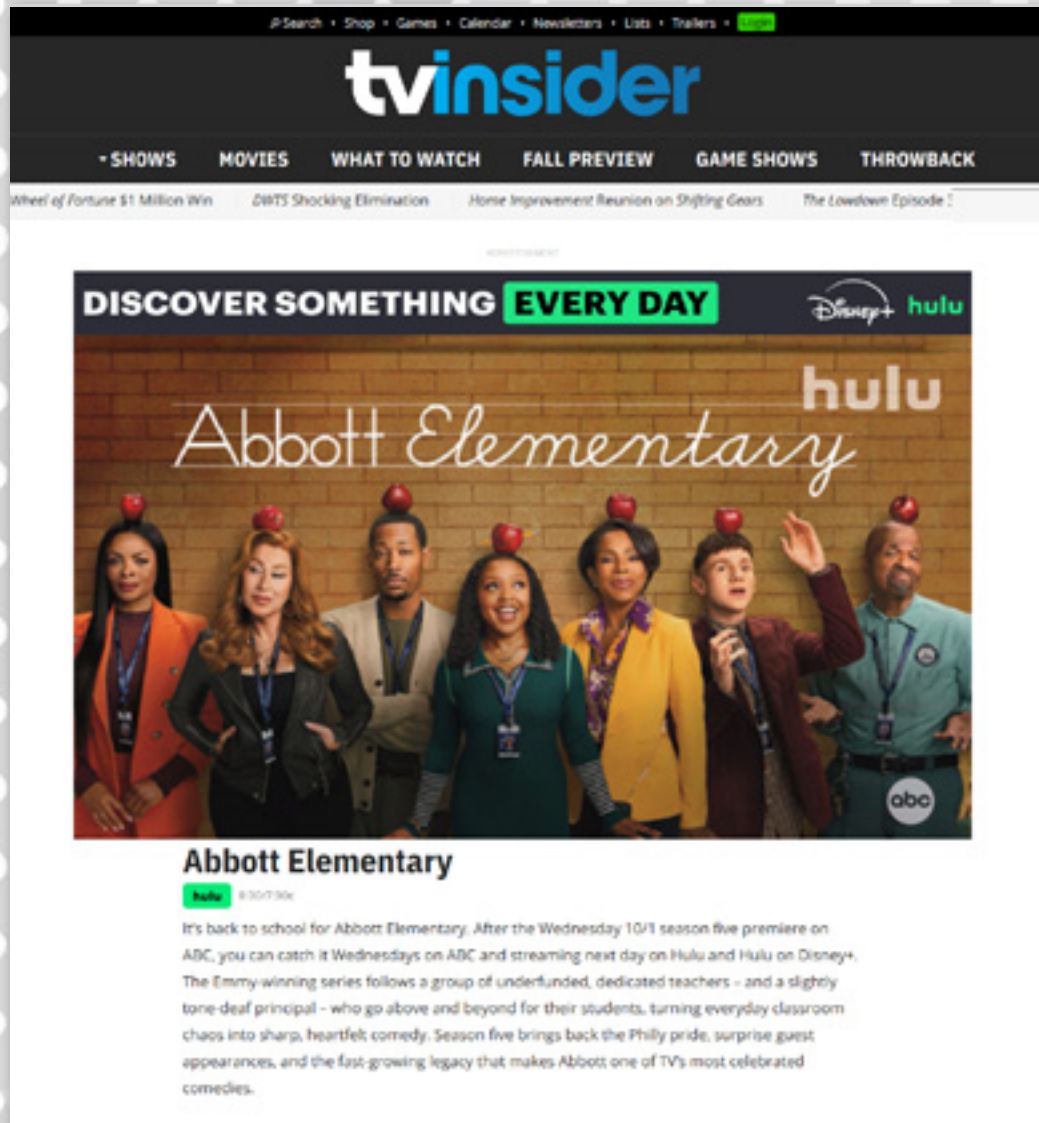 Search • Shop • Games • Calendar • Newsletters • Lists • Trailers • Login
tvinsider
SHOWS MOVIES WHAT TO WATCH FALL PREVIEW GAME SHOWS THROWBACK
Wheel of Fortune $1 Million Win DWTS Shocking Elimination Home Improvement Reunion on Shifting Gears The Lowdown Episode
ADVERTISEMENT
DISCOVER SOMETHING EVERY DAY Disney+ hulu
hulu
Abbott Elementary
abc
Abbott Elementary
hulu
It's back to school for Abbott Elementary. After the Wednesday 10/1 season five premiere on
ABC, you can catch it Wednesdays on ABC and streaming next day on Hulu and Hulu on Disney+.
The Emmy-winning series follows a group of underfunded, dedicated teachers – and a slightly
tone-deaf principal – who go above and beyond for their students, turning everyday classroom
chaos into sharp, heartfelt comedy. Season five brings back the Philly pride, surprise guest
appearances, and the fast-growing legacy that makes Abbott one of TV's most celebrated
comedies.